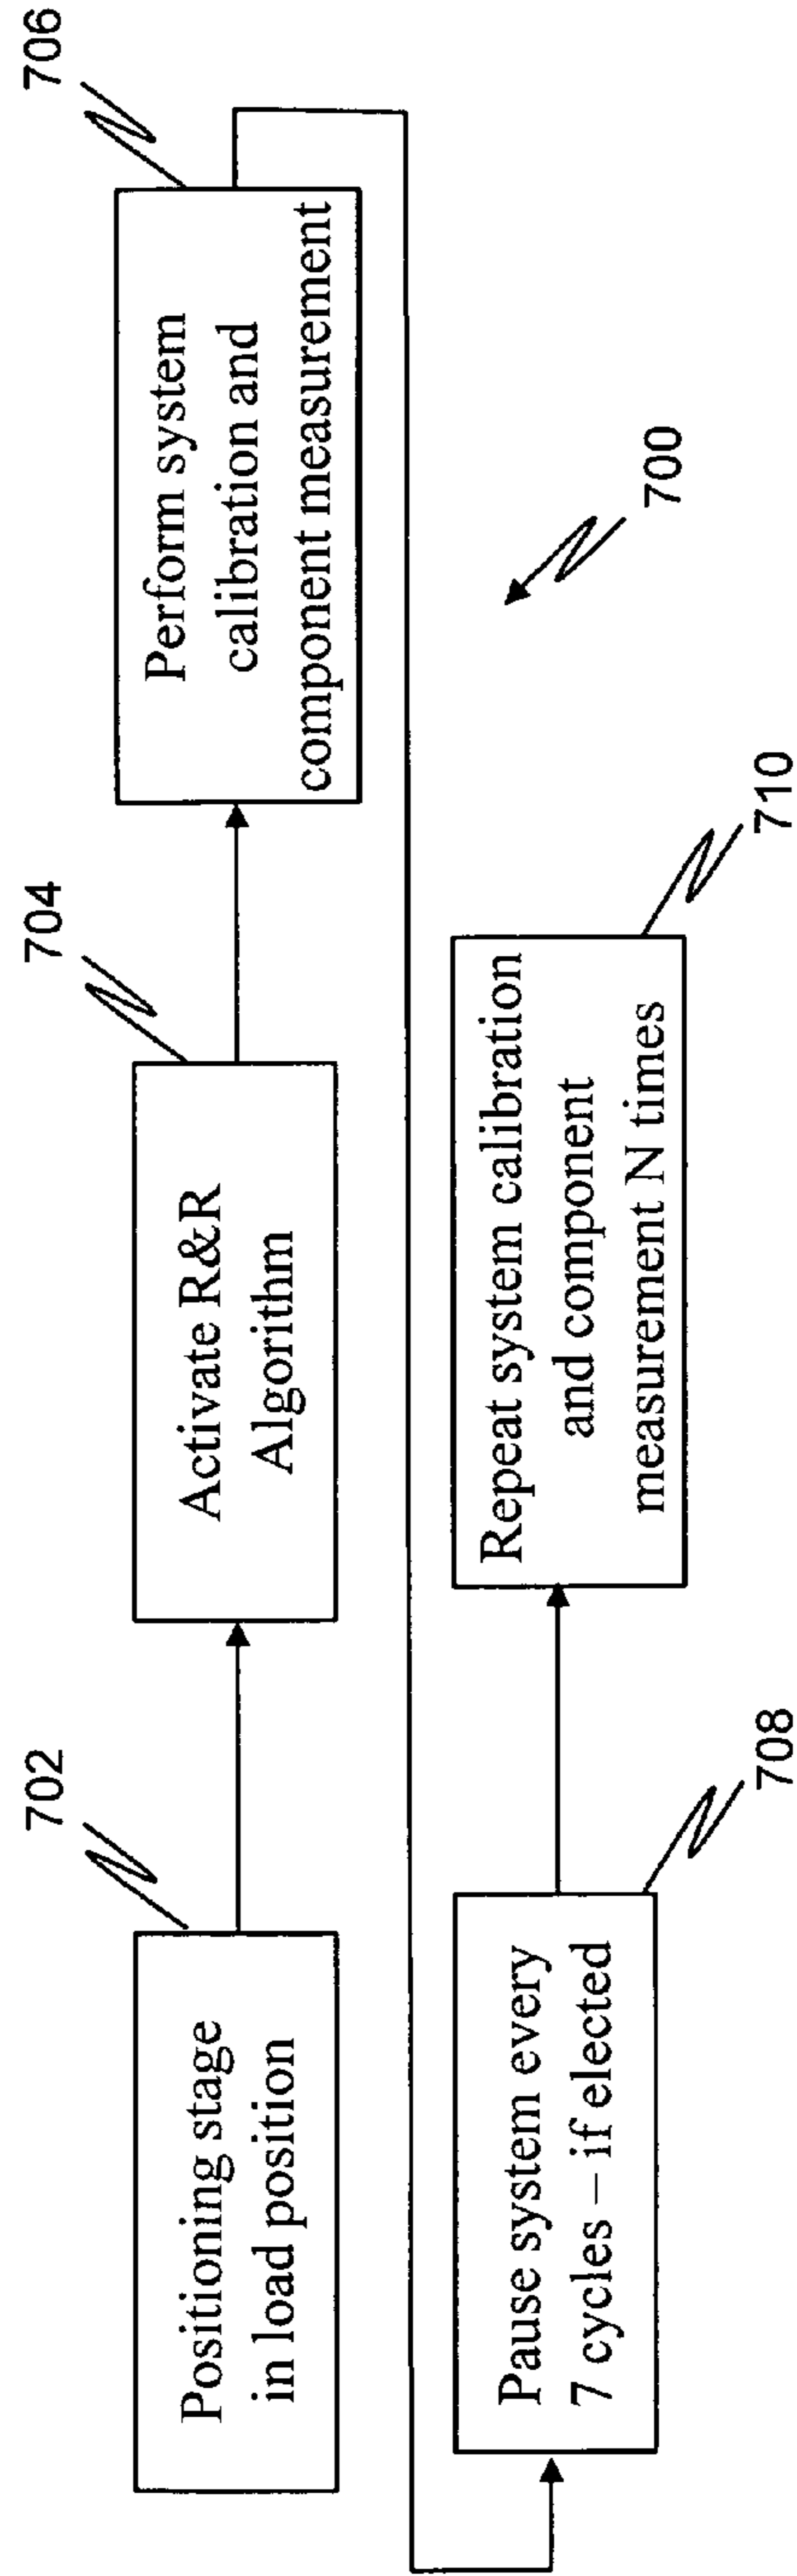 702
Positioning stage
in load position
704
Activate R&R
Algorithm
706
Perform system
calibration and
component measurement
700
708
Pause system every
7 cycles – if elected
710
Repeat system calibration
and component
measurement N times